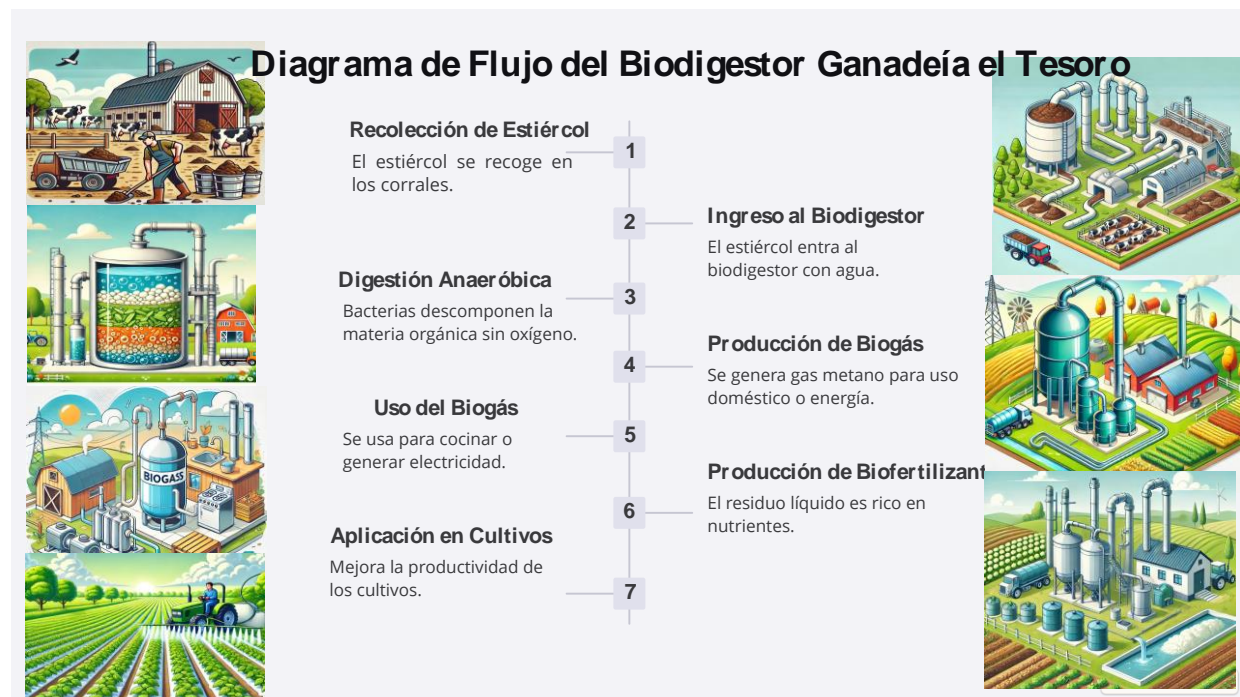 Diagrama de Flujo del Biodigestor Ganadeía el Tesoro
Recolección de Estiércol
El estiércol se recoge en
los corrales.
1
2
Ingreso al Biodigestor
El estiércol entra al
biodigestor con agua.
Digestión Anaeróbica
Bacterias descomponen la
materia orgánica sin oxígeno.
3
4
Producción de Biogás
Se genera gas metano para uso
doméstico o energía.
Uso del Biogás
Se usa para cocinar o
generar electricidad.
5
6
Producción de Biofertilizant
El residuo líquido es rico en
nutrientes.
Aplicación en Cultivos
Mejora la productividad de
los cultivos.
7
BIOGASS